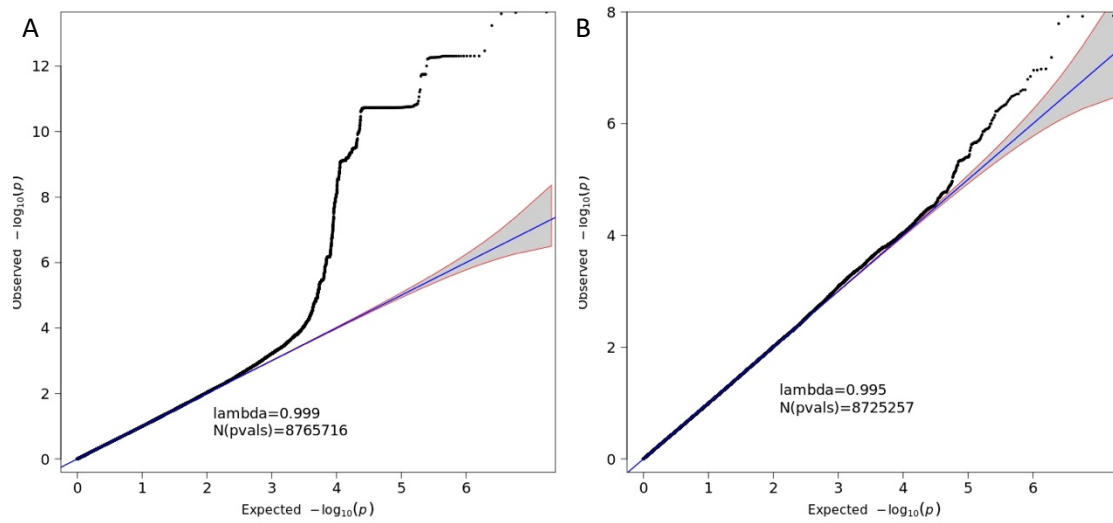 A
12
10
8
6
4
2
0
Observed −log10(p)
lambda=0.999
N(pvals)=8765716
0 1 2 3 4 5 6
Expected −log10(p)
B
8
6
4
2
0
Observed −log10(p)
lambda=0.995
N(pvals)=8725257
0 1 2 3 4 5 6
Expected −log10(p)